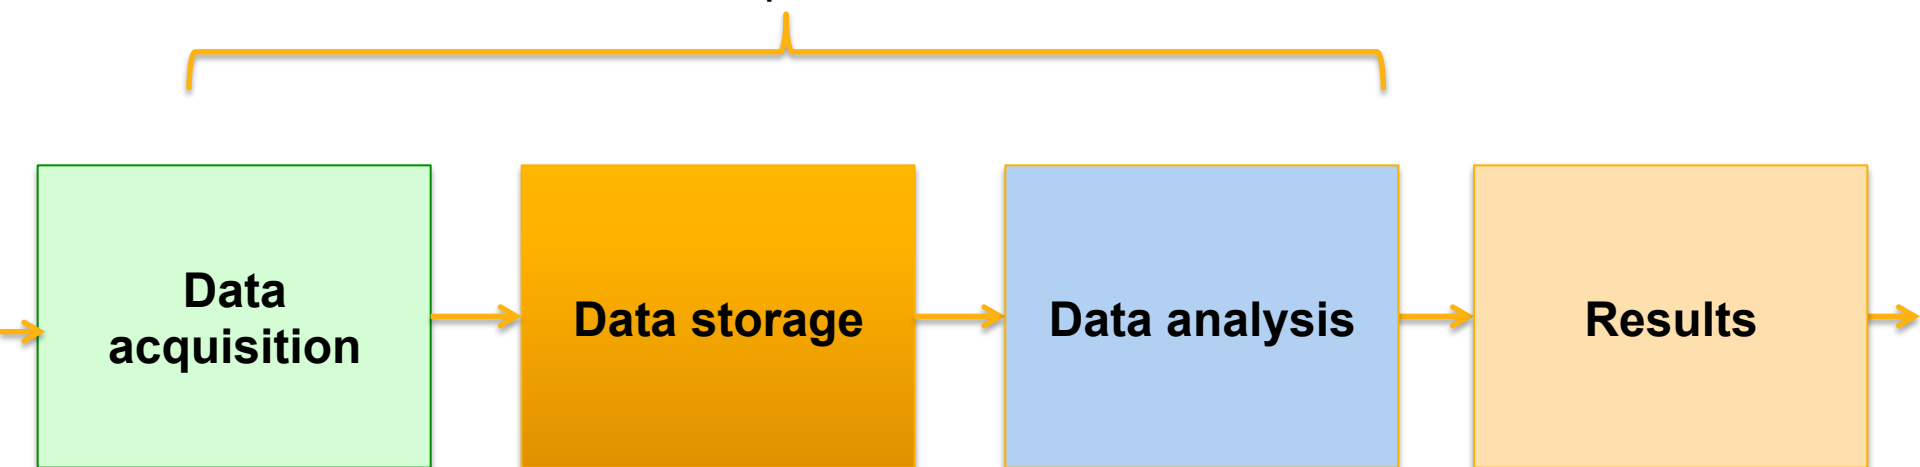 Data
acquisition
Data storage
Data analysis
Results